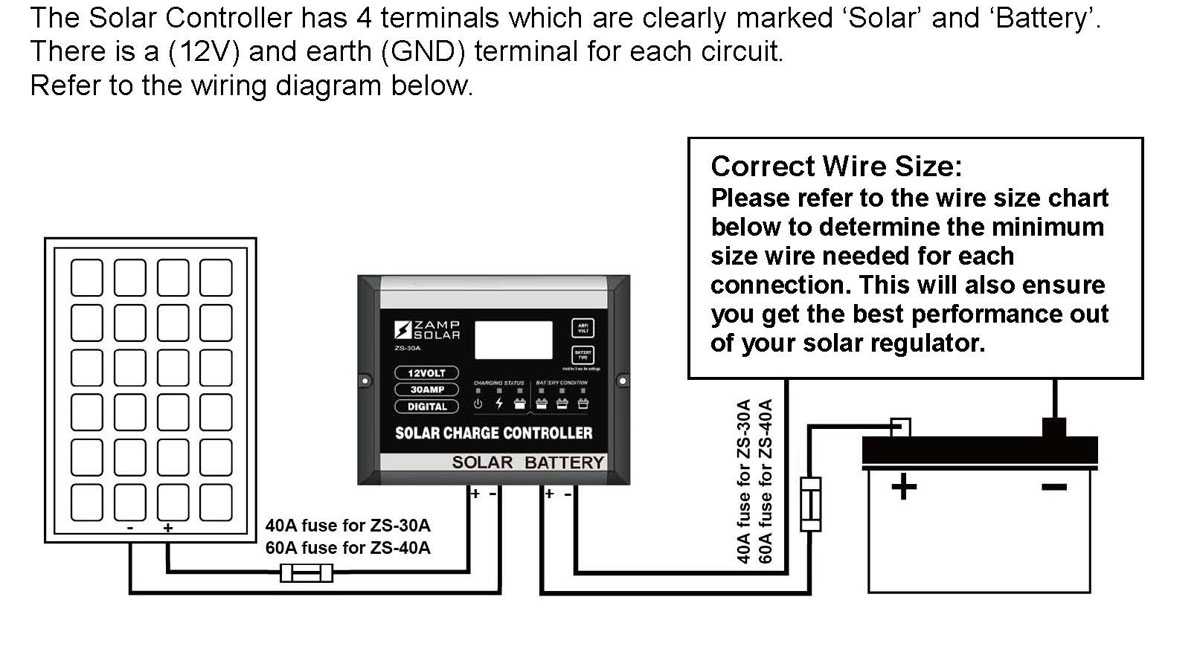 The Solar Controller has 4 terminals which are clearly marked ‘Solar’ and ‘Battery’.
There is a (12V) and earth (GND) terminal for each circuit.
Refer to the wiring diagram below.
Correct Wire Size:
Please refer to the wire size chart
below to determine the minimum
size wire needed for each
connection. This will also ensure
you get the best performance out
of your solar regulator.
ZAMP
SOLAR
ZS-30A
AMP/
VOLT
BATTERY
TYPE
12VOLT
30AMP
DIGITAL
CHARGING STATUS
BATTERY CONDITION
SOLAR CHARGE CONTROLLER
SOLAR BATTERY
+ -
+ -
- +
40A fuse for ZS-30A
60A fuse for ZS-40A
40A fuse for ZS-30A
60A fuse for ZS-40A
+ -